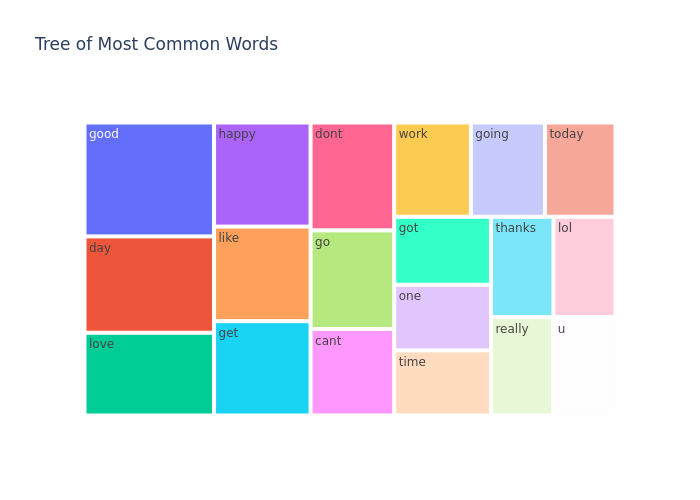 Tree of Most Common Words
good
happy
dont
work
going
today
day
like
go
got
thanks
lol
love
get
cant
one
time
really
u